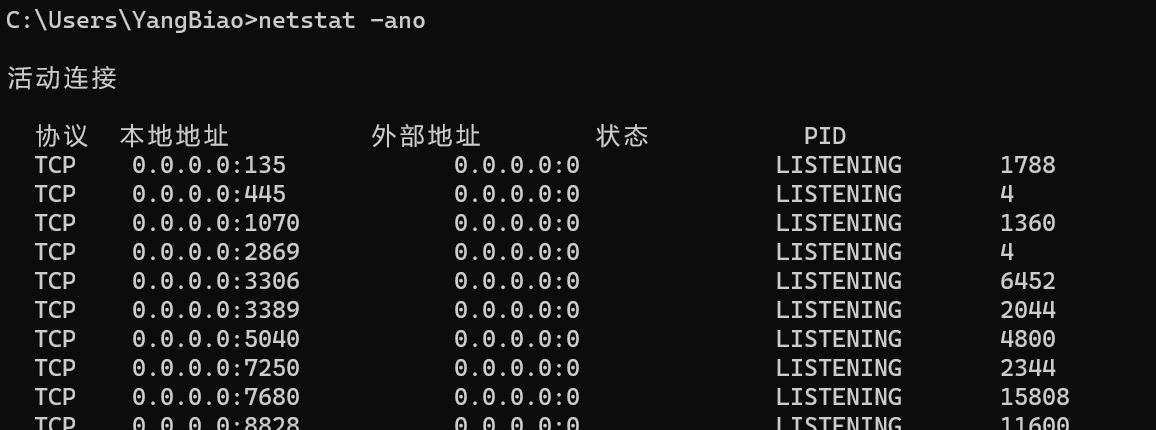 C:\Users\YangBiao>netstat -ano
活动连接
协议 本地地址 外部地址 状态 PID
TCP 0.0.0.0:135 0.0.0.0:0 LISTENING 1788
TCP 0.0.0.0:445 0.0.0.0:0 LISTENING 4
TCP 0.0.0.0:1070 0.0.0.0:0 LISTENING 1360
TCP 0.0.0.0:2869 0.0.0.0:0 LISTENING 4
TCP 0.0.0.0:3306 0.0.0.0:0 LISTENING 6452
TCP 0.0.0.0:3389 0.0.0.0:0 LISTENING 2044
TCP 0.0.0.0:5040 0.0.0.0:0 LISTENING 4800
TCP 0.0.0.0:7250 0.0.0.0:0 LISTENING 2344
TCP 0.0.0.0:7680 0.0.0.0:0 LISTENING 15808
TCP 0.0.0.0:8828 0.0.0.0:0 LISTENING 11600